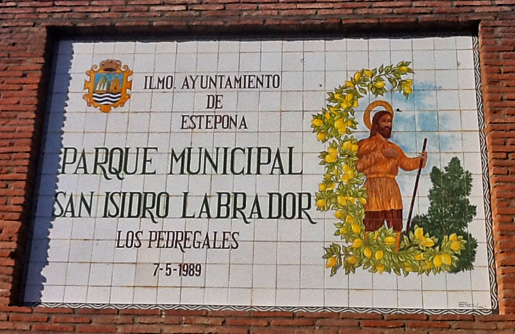 ILMO. AYUNTAMIENTO
DE
ESTEPONA
PARQUE MUNICIPAL
SAN ISIDRO LABRADOR
LOS PEDREGALES
7-5-1989